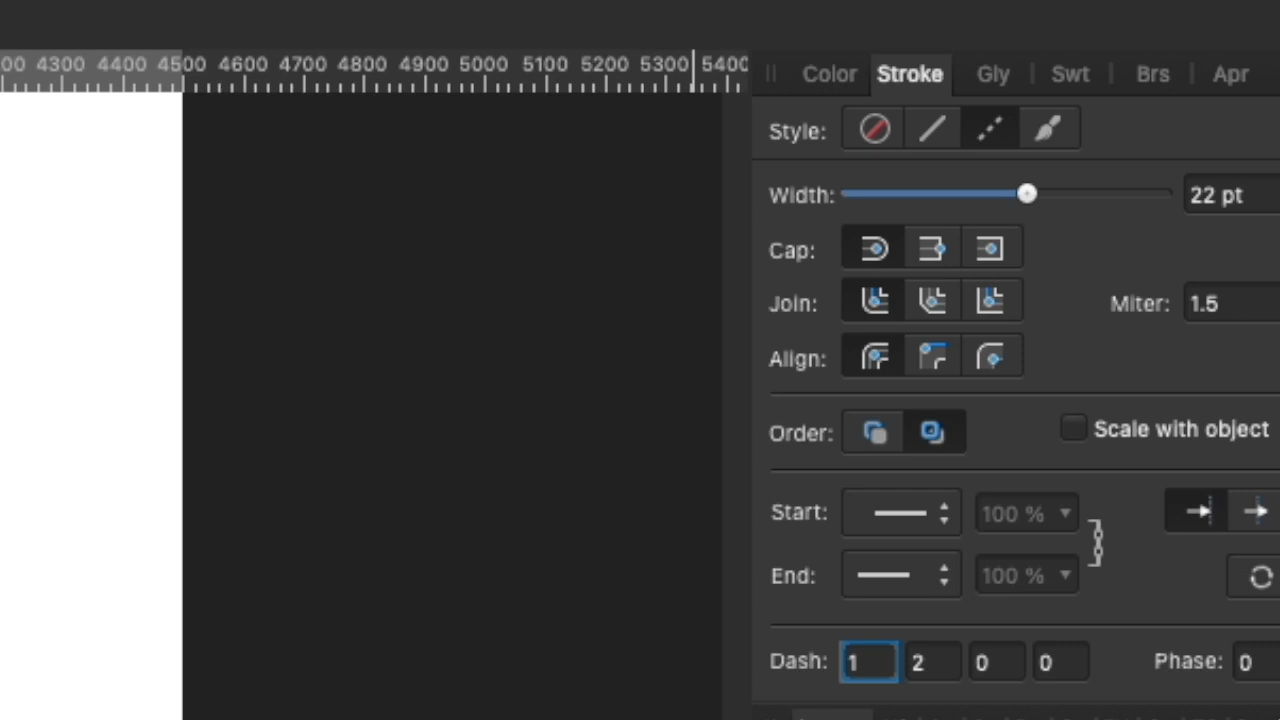 00 4300 4400 4500 4600 4700 4800 4900 5000 5100 5200 5300 5400
Color Stroke Gly Swt Brs Apr
Style:
Width: 22 pt
Cap:
Join: Miter: 1.5
Align:
Order: Scale with object
Start: 100 %
End: 100 %
Dash: 1 2 0 0 Phase: 0